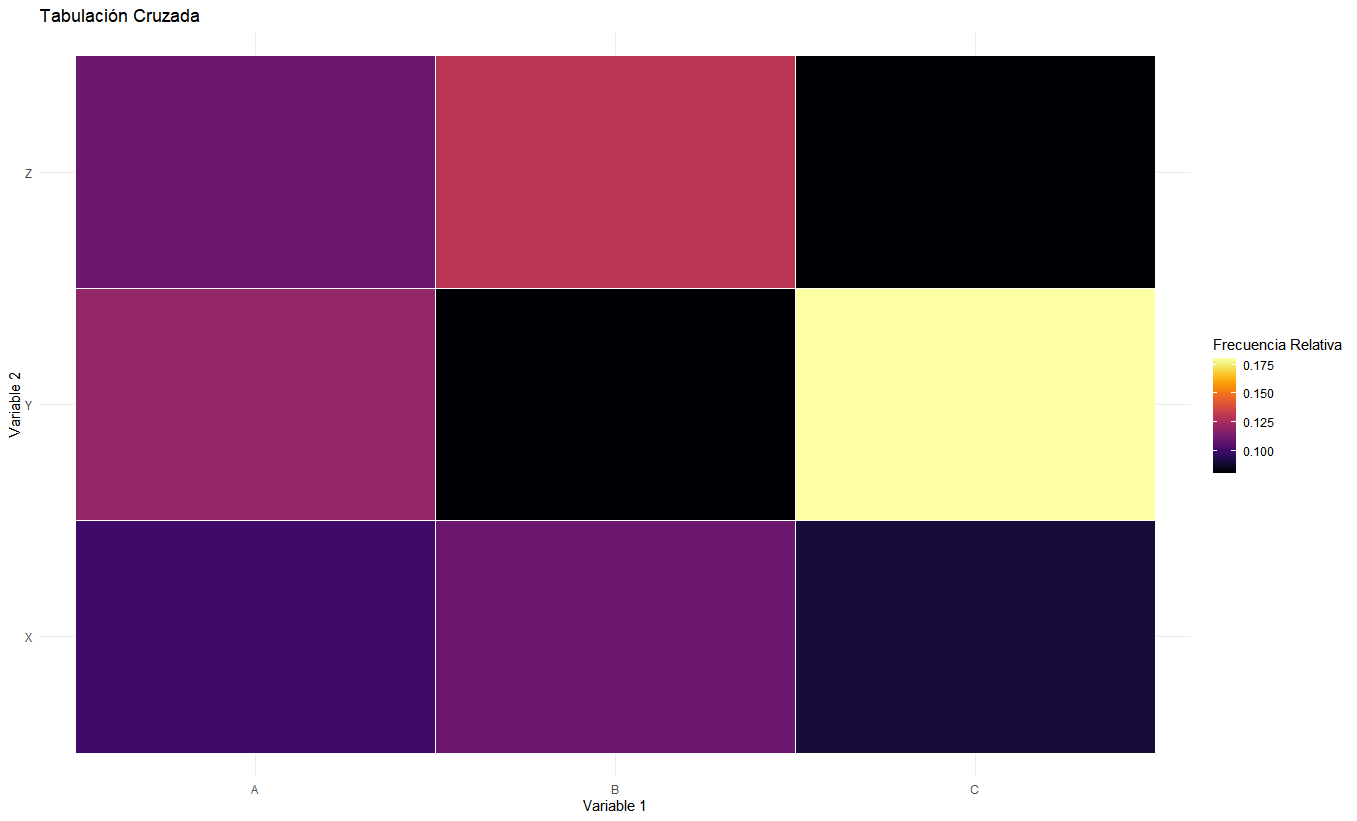 Tabulación Cruzada
Z
Y
X
Variable 2
A
B
C
Variable 1
Frecuencia Relativa
0.175
0.150
0.125
0.100